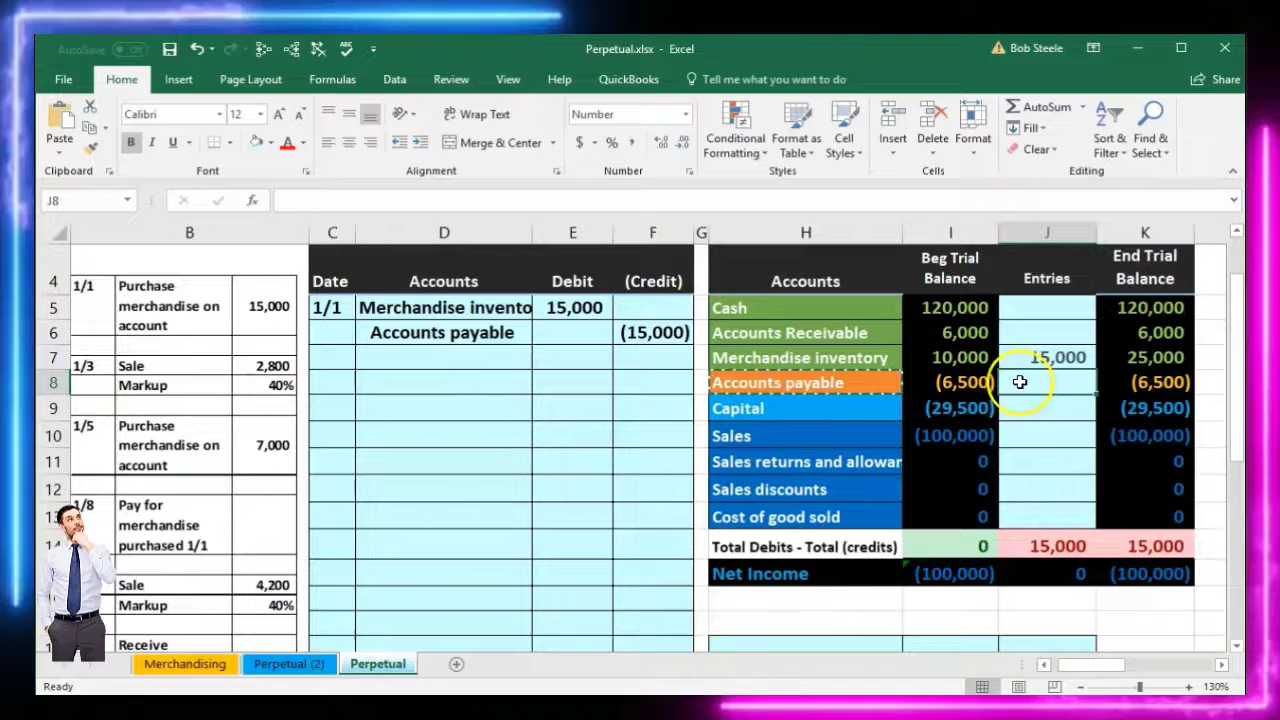 AutoSave Off
Perpetual.xlsx - Excel
Bob Steele
File Home Insert Page Layout Formulas Data Review View Help QuickBooks Tell me what you want to do Share
Paste
Clipboard
Calibri 12
B I U
Font
Wrap Text
Merge & Center
Alignment
Number
$ % ,
Number
Conditional Formatting
Format as Table
Cell Styles
Styles
Insert Delete Format
Cells
AutoSum
Fill
Clear
Sort & Filter
Find & Select
Editing
J8
fx
B C D E F G H I J K
4 Date Accounts Debit (Credit) Accounts Beg Trial Balance Entries End Trial Balance
1/1 Purchase merchandise on account 15,000
5 1/1 Merchandise invento 15,000 Cash 120,000 120,000
6 Accounts payable (15,000) Accounts Receivable 6,000 6,000
7 1/3 Sale 2,800 Merchandise inventory 10,000 15,000 25,000
8 Markup 40% Accounts payable (6,500) (6,500)
9 Capital (29,500) (29,500)
10 1/5 Purchase merchandise on account 7,000 Sales (100,000) (100,000)
11 Sales returns and allowar 0 0
12 Sales discounts 0 0
1/8 Pay for merchandise purchased 1/1 Cost of good sold 0 0
Total Debits - Total (credits) 0 15,000 15,000
Net Income (100,000) 0 (100,000)
Sale 4,200
Markup 40%
Receive
Merchandising Perpetual (2) Perpetual
Ready
130%